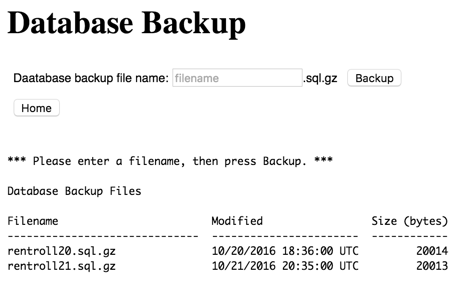 Database Backup
Daatabase backup file name: filename .sql.gz Backup
Home
*** Please enter a filename, then press Backup. ***
Database Backup Files
Filename Modified Size (bytes)
----------------------------- ---------------------- ------------
rentroll20.sql.gz 10/20/2016 18:36:00 UTC 20014
rentroll21.sql.gz 10/21/2016 20:35:00 UTC 20013